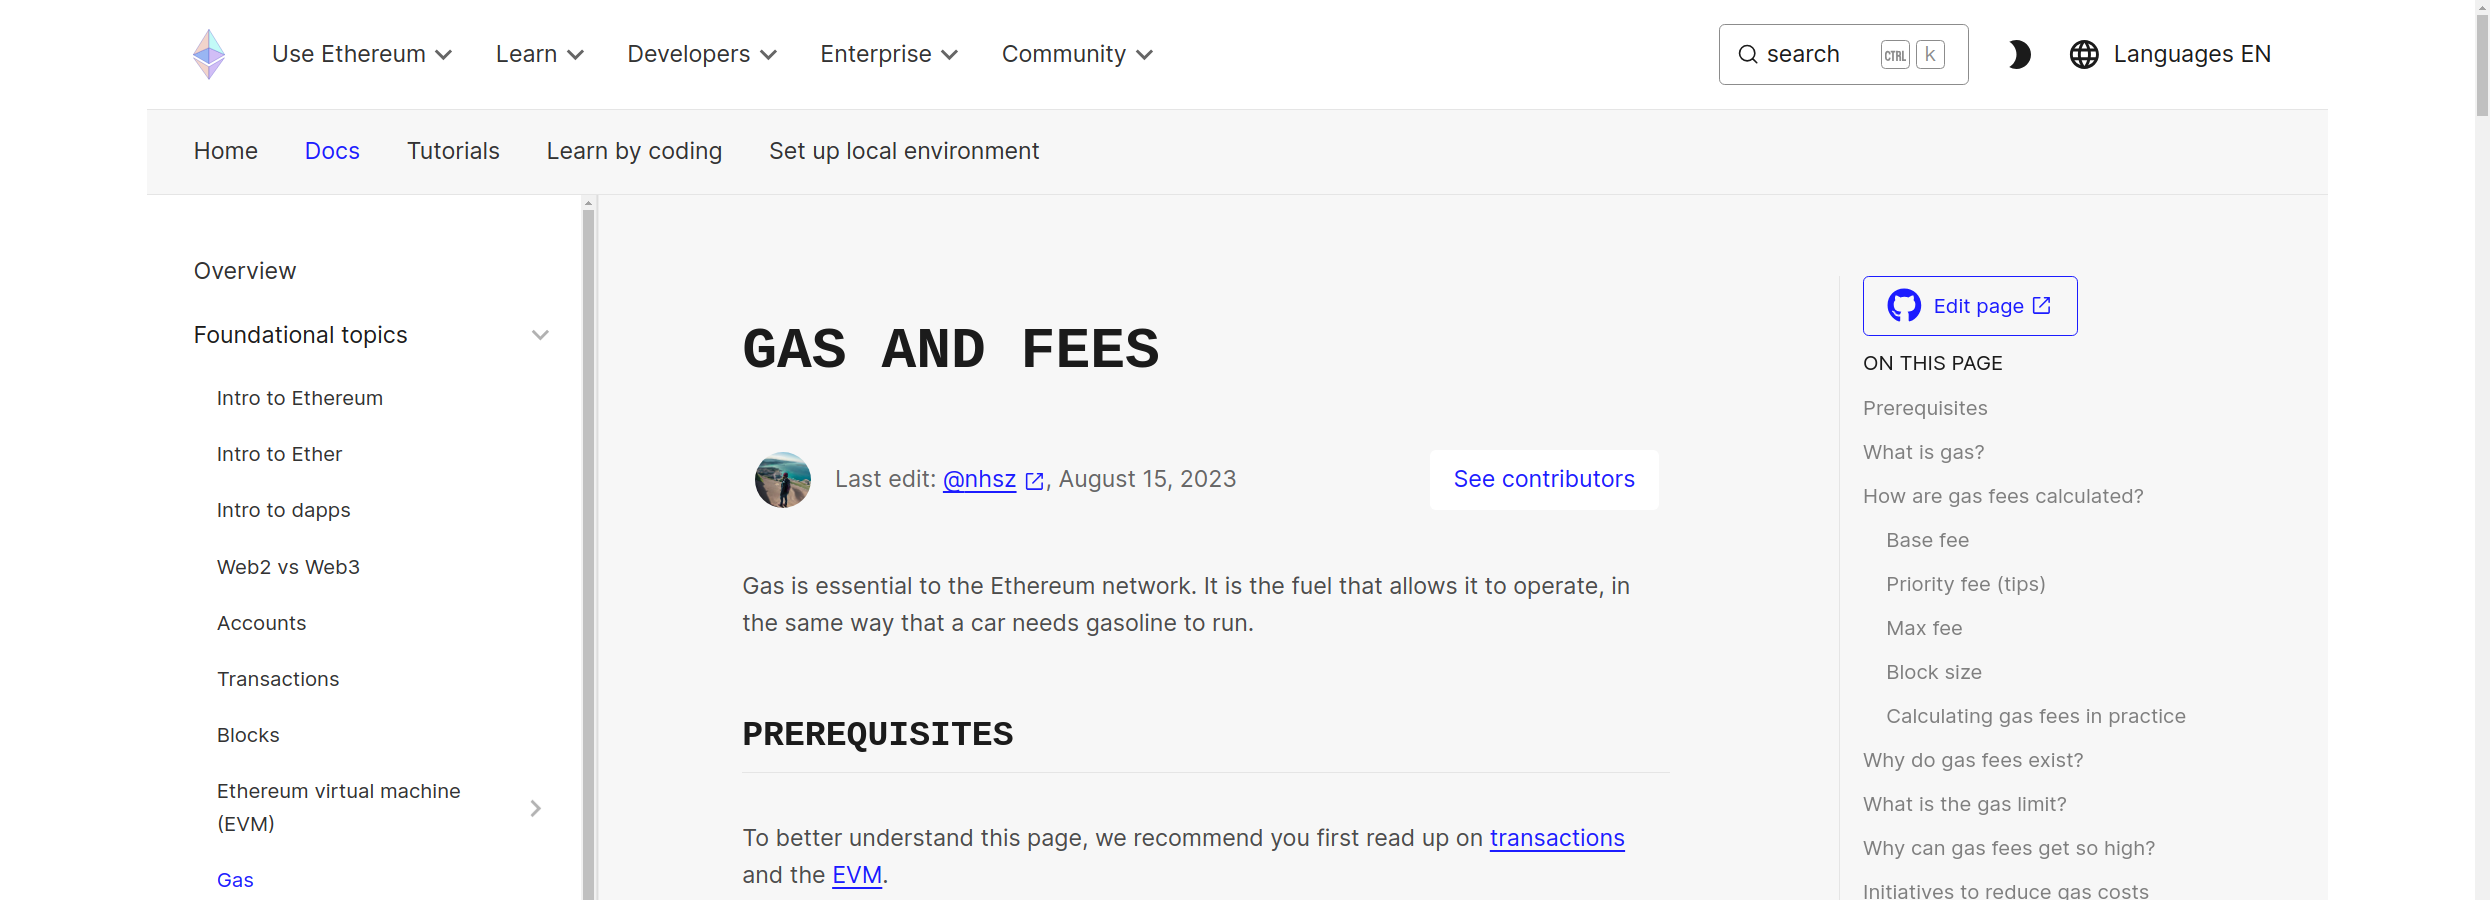 Use Ethereum
Learn
Developers
Enterprise
Community
search
CTRL
k
Languages EN
Home
Docs
Tutorials
Learn by coding
Set up local environment
Overview
Foundational topics
Intro to Ethereum
Intro to Ether
Intro to dapps
Web2 vs Web3
Accounts
Transactions
Blocks
Ethereum virtual machine
(EVM)
Gas
GAS AND FEES
Last edit: @nhsz , August 15, 2023
See contributors
Gas is essential to the Ethereum network. It is the fuel that allows it to operate, in
the same way that a car needs gasoline to run.
PREREQUISITES
To better understand this page, we recommend you first read up on transactions
and the EVM.
Edit page
ON THIS PAGE
Prerequisites
What is gas?
How are gas fees calculated?
Base fee
Priority fee (tips)
Max fee
Block size
Calculating gas fees in practice
Why do gas fees exist?
What is the gas limit?
Why can gas fees get so high?
Initiatives to reduce gas costs